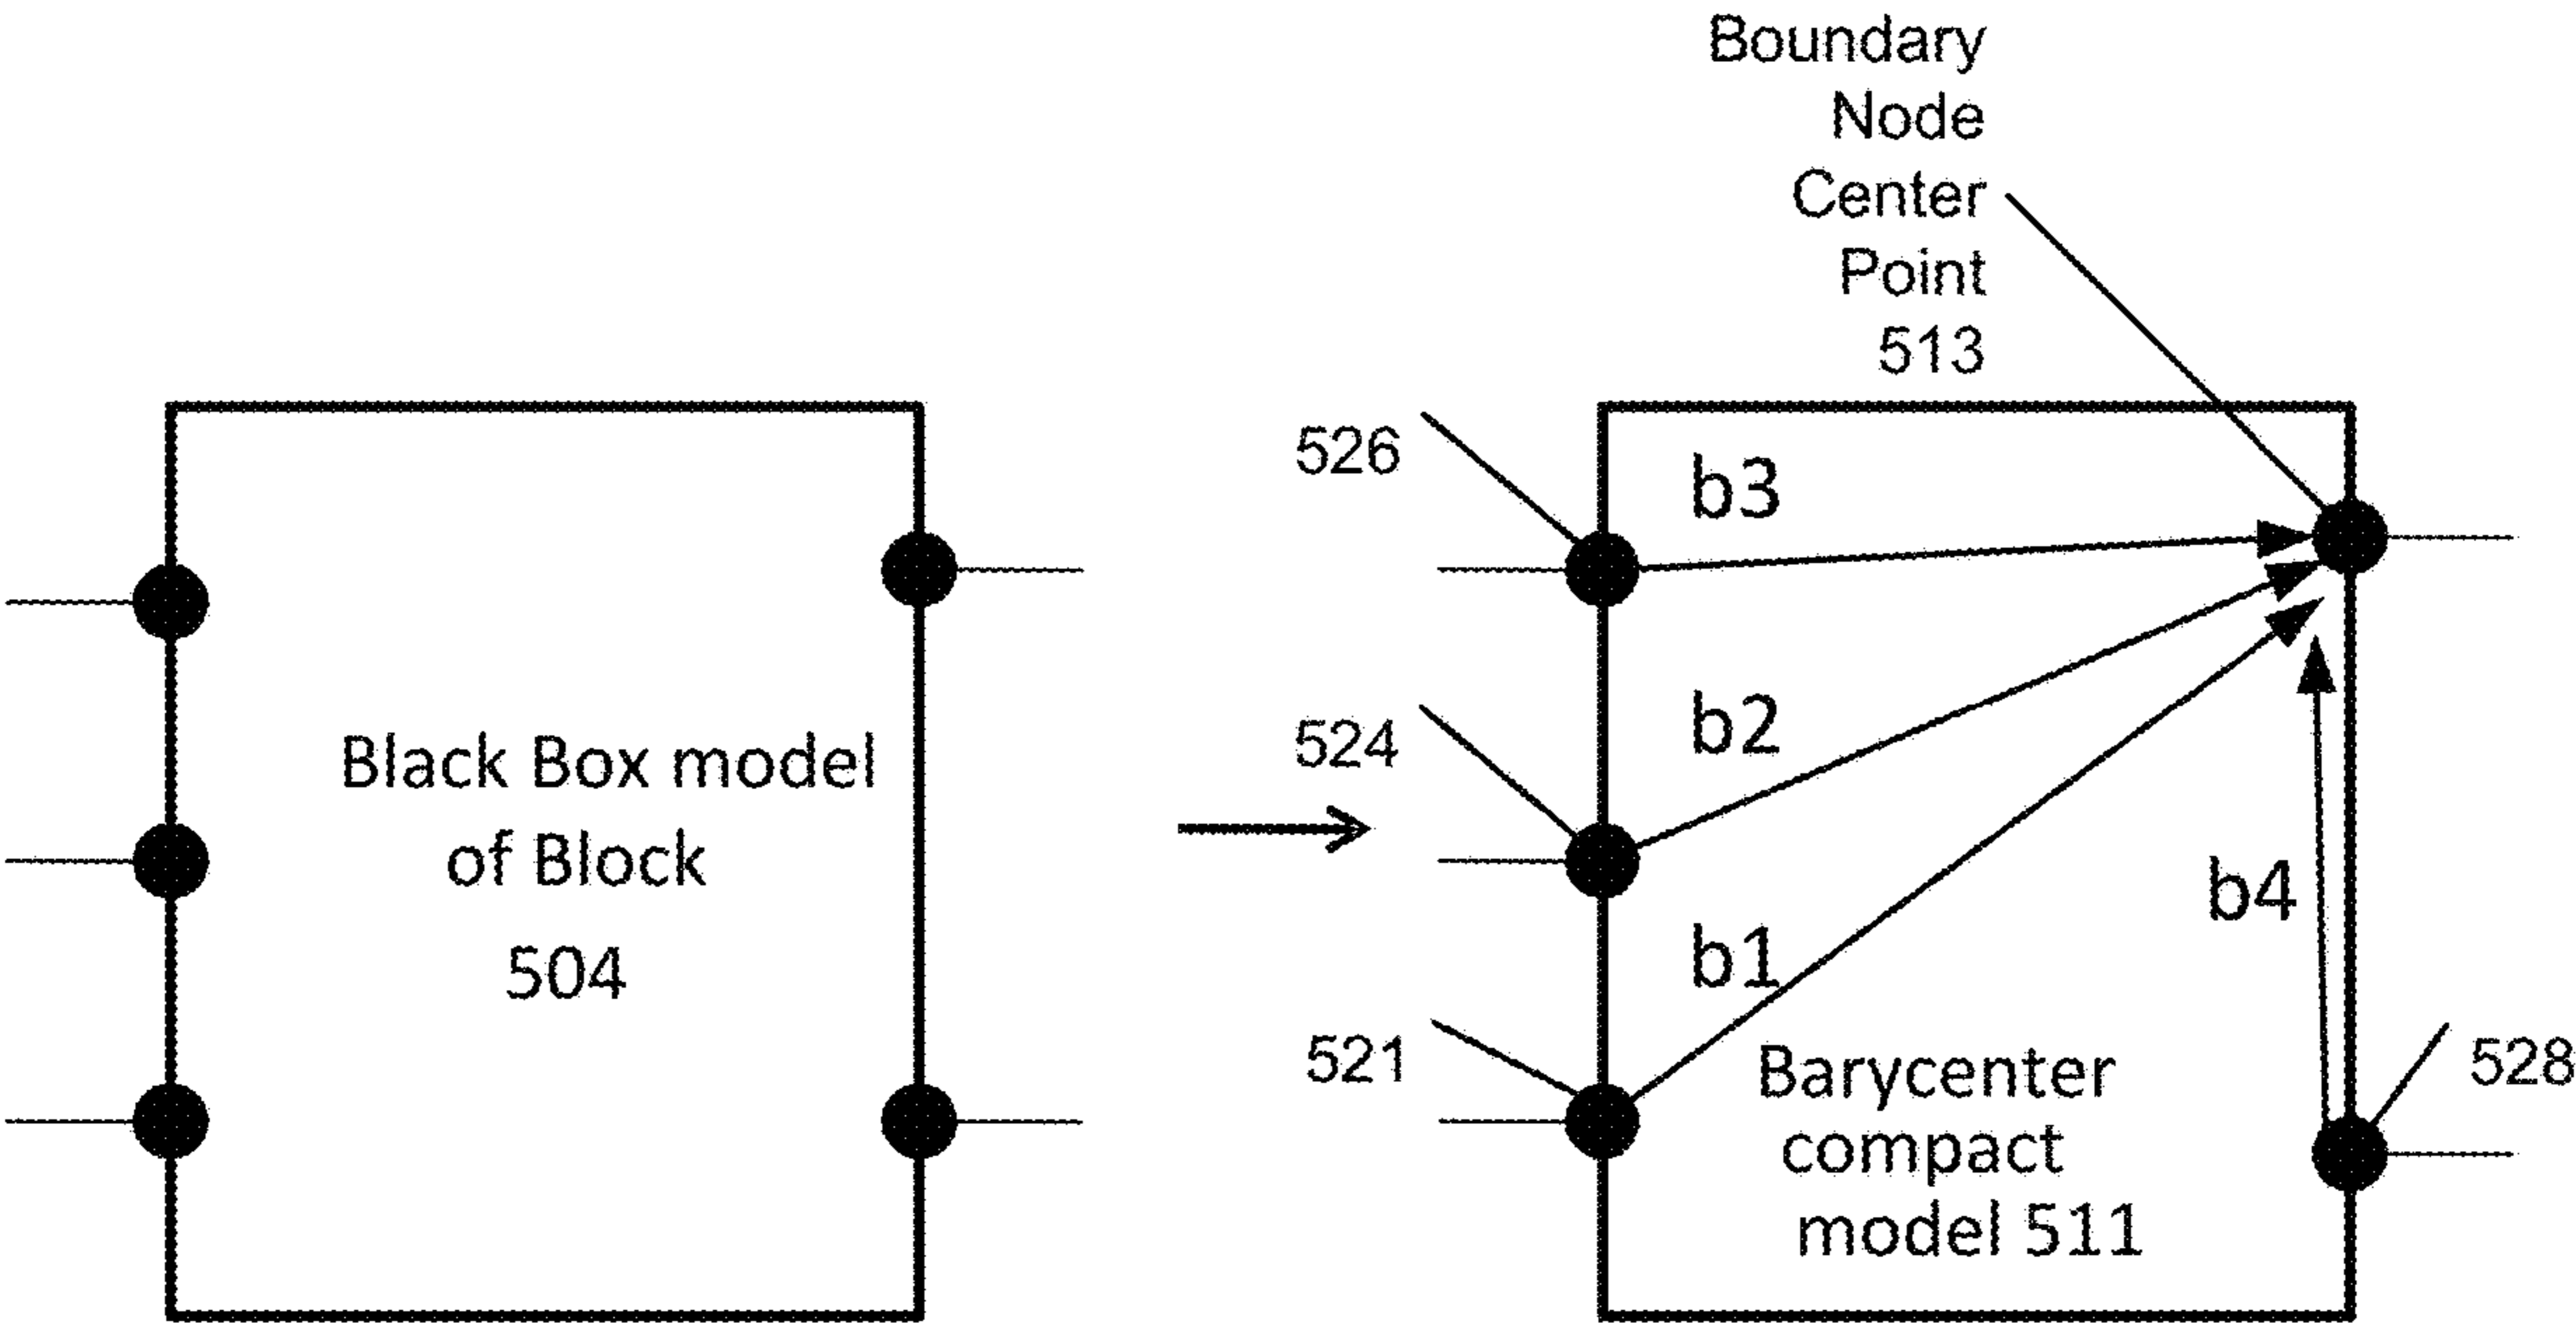 Boundary
Node
Center
Point
513
Black Box model
of Block
504
526
b3
524
b2
b4
b1
521
528
Barycenter
compact
model 511